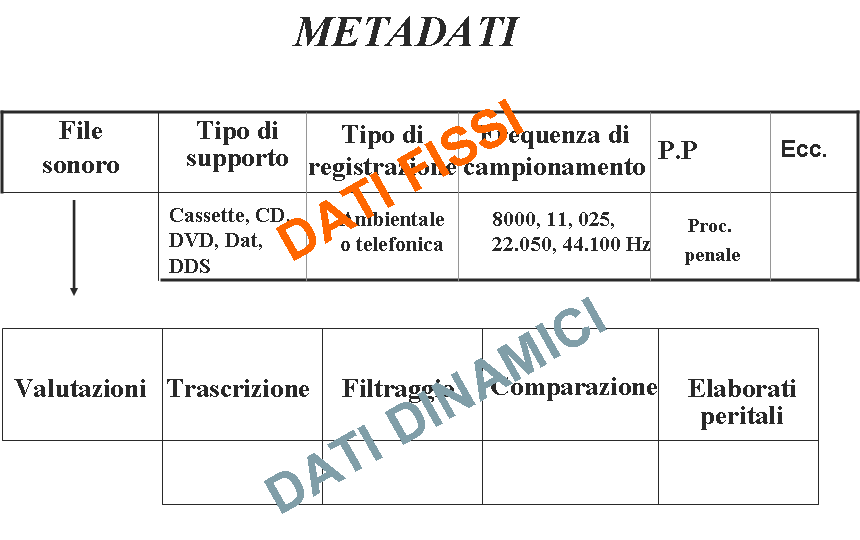 METADATI
File sonoro
Tipo di supporto
Tipo di registrazione
Frequenza di campionamento
P.P
Ecc.
Cassette, CD,
DVD, Dat,
DDS
Ambientale
o telefonica
8000, 11, 025,
22.050, 44.100 Hz
Proc.
penale
DATI FISSI
Valutazioni
Trascrizione
Filtraggio
Comparazione
Elaborati
peritali
DATI DINAMICI